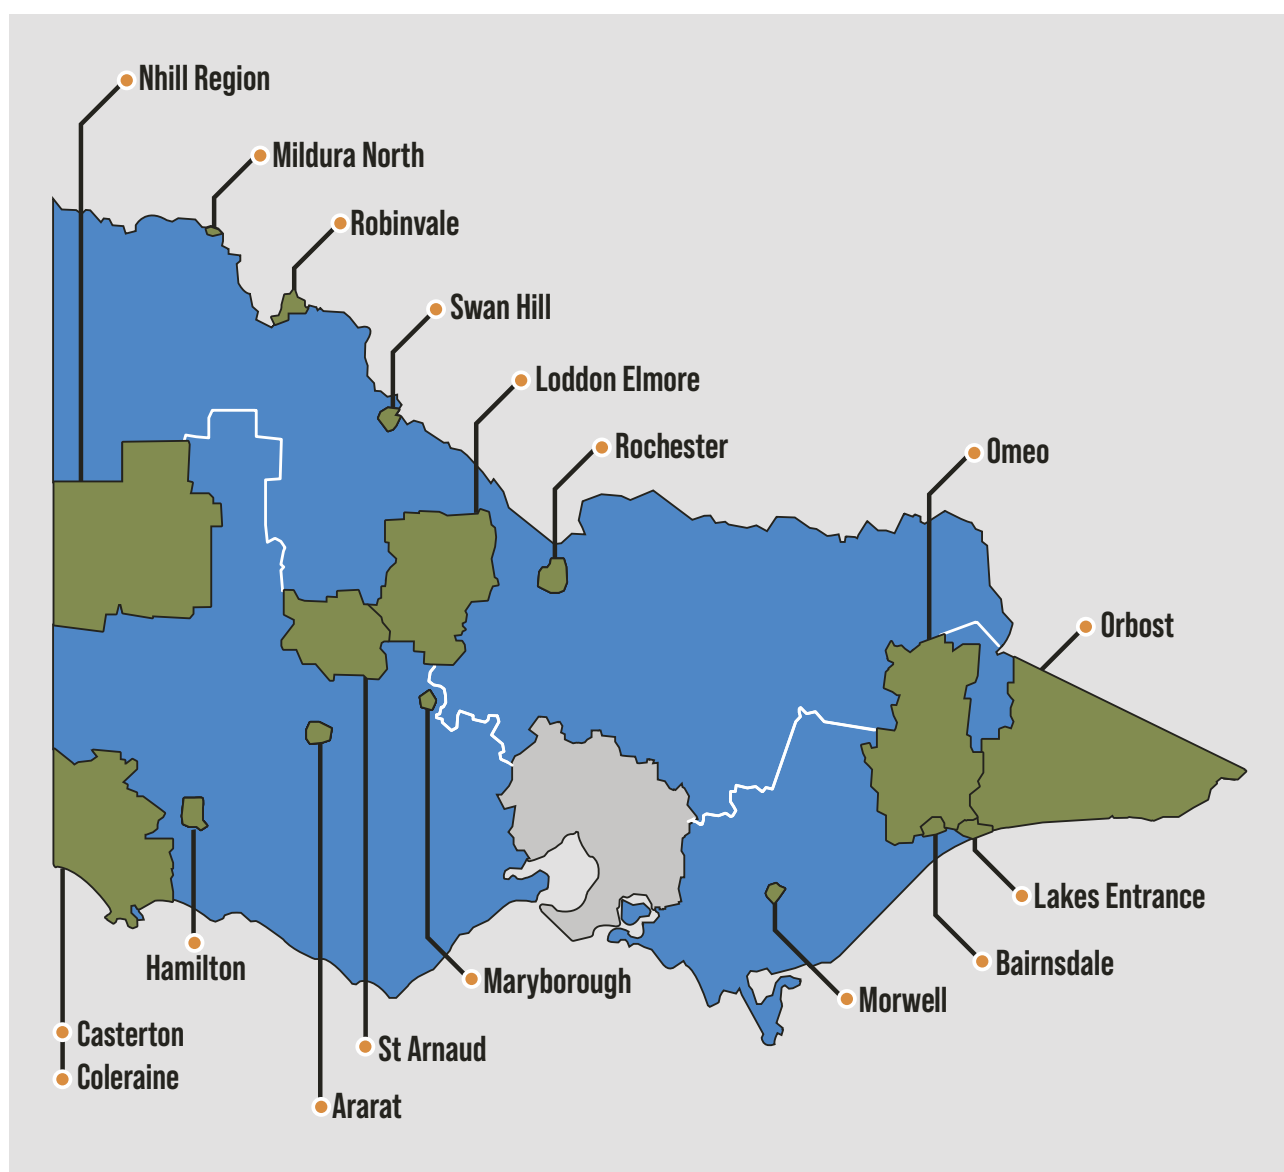 Nhill Region
Mildura North
Robinvale
Swan Hill
Loddon Elmore
Rochester
Omeo
Orbost
Lakes Entrance
Bairnsdale
Hamilton
Maryborough
Morwell
Casterton
St Arnaud
Coleraine
Ararat